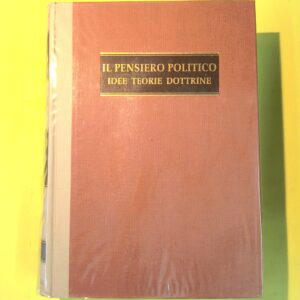 IL PENSIERO POLITICO
IDEE TEORIE DOTTRINE